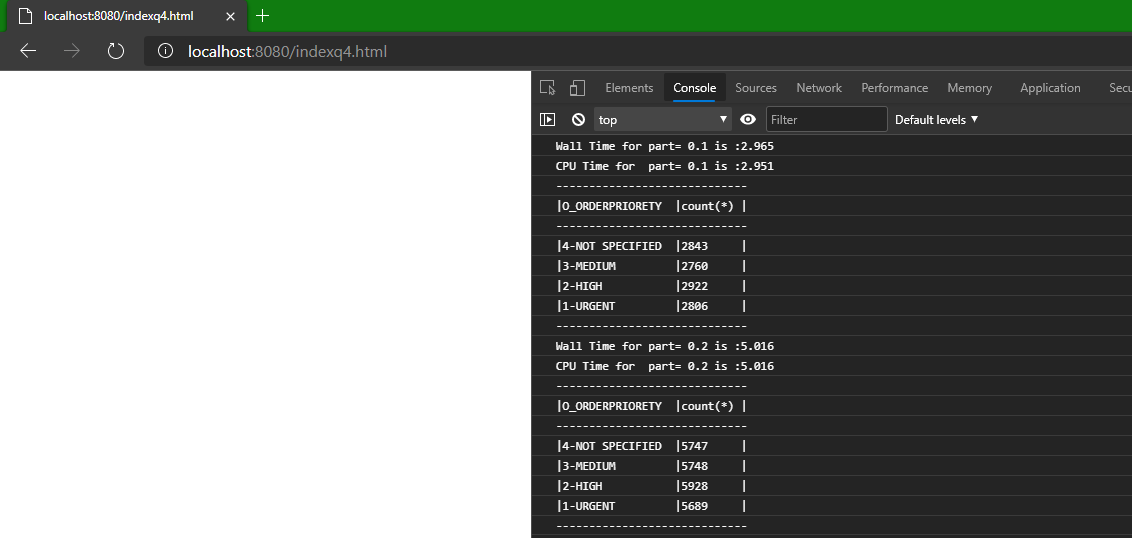 localhost:8080/indexq4.html
localhost:8080/indexq4.html
Elements Console Sources Network Performance Memory Application Secu
top Filter Default levels
Wall Time for part= 0.1 is :2.965
CPU Time for  part= 0.1 is :2.951
-----------------------------
|O_ORDERPRIORETY  |count(*) |
-----------------------------
|4-NOT SPECIFIED  |2843     |
|3-MEDIUM         |2760     |
|2-HIGH           |2922     |
|1-URGENT         |2806     |
-----------------------------
Wall Time for part= 0.2 is :5.016
CPU Time for  part= 0.2 is :5.016
-----------------------------
|O_ORDERPRIORETY  |count(*) |
-----------------------------
|4-NOT SPECIFIED  |5747     |
|3-MEDIUM         |5748     |
|2-HIGH           |5928     |
|1-URGENT         |5689     |
-----------------------------